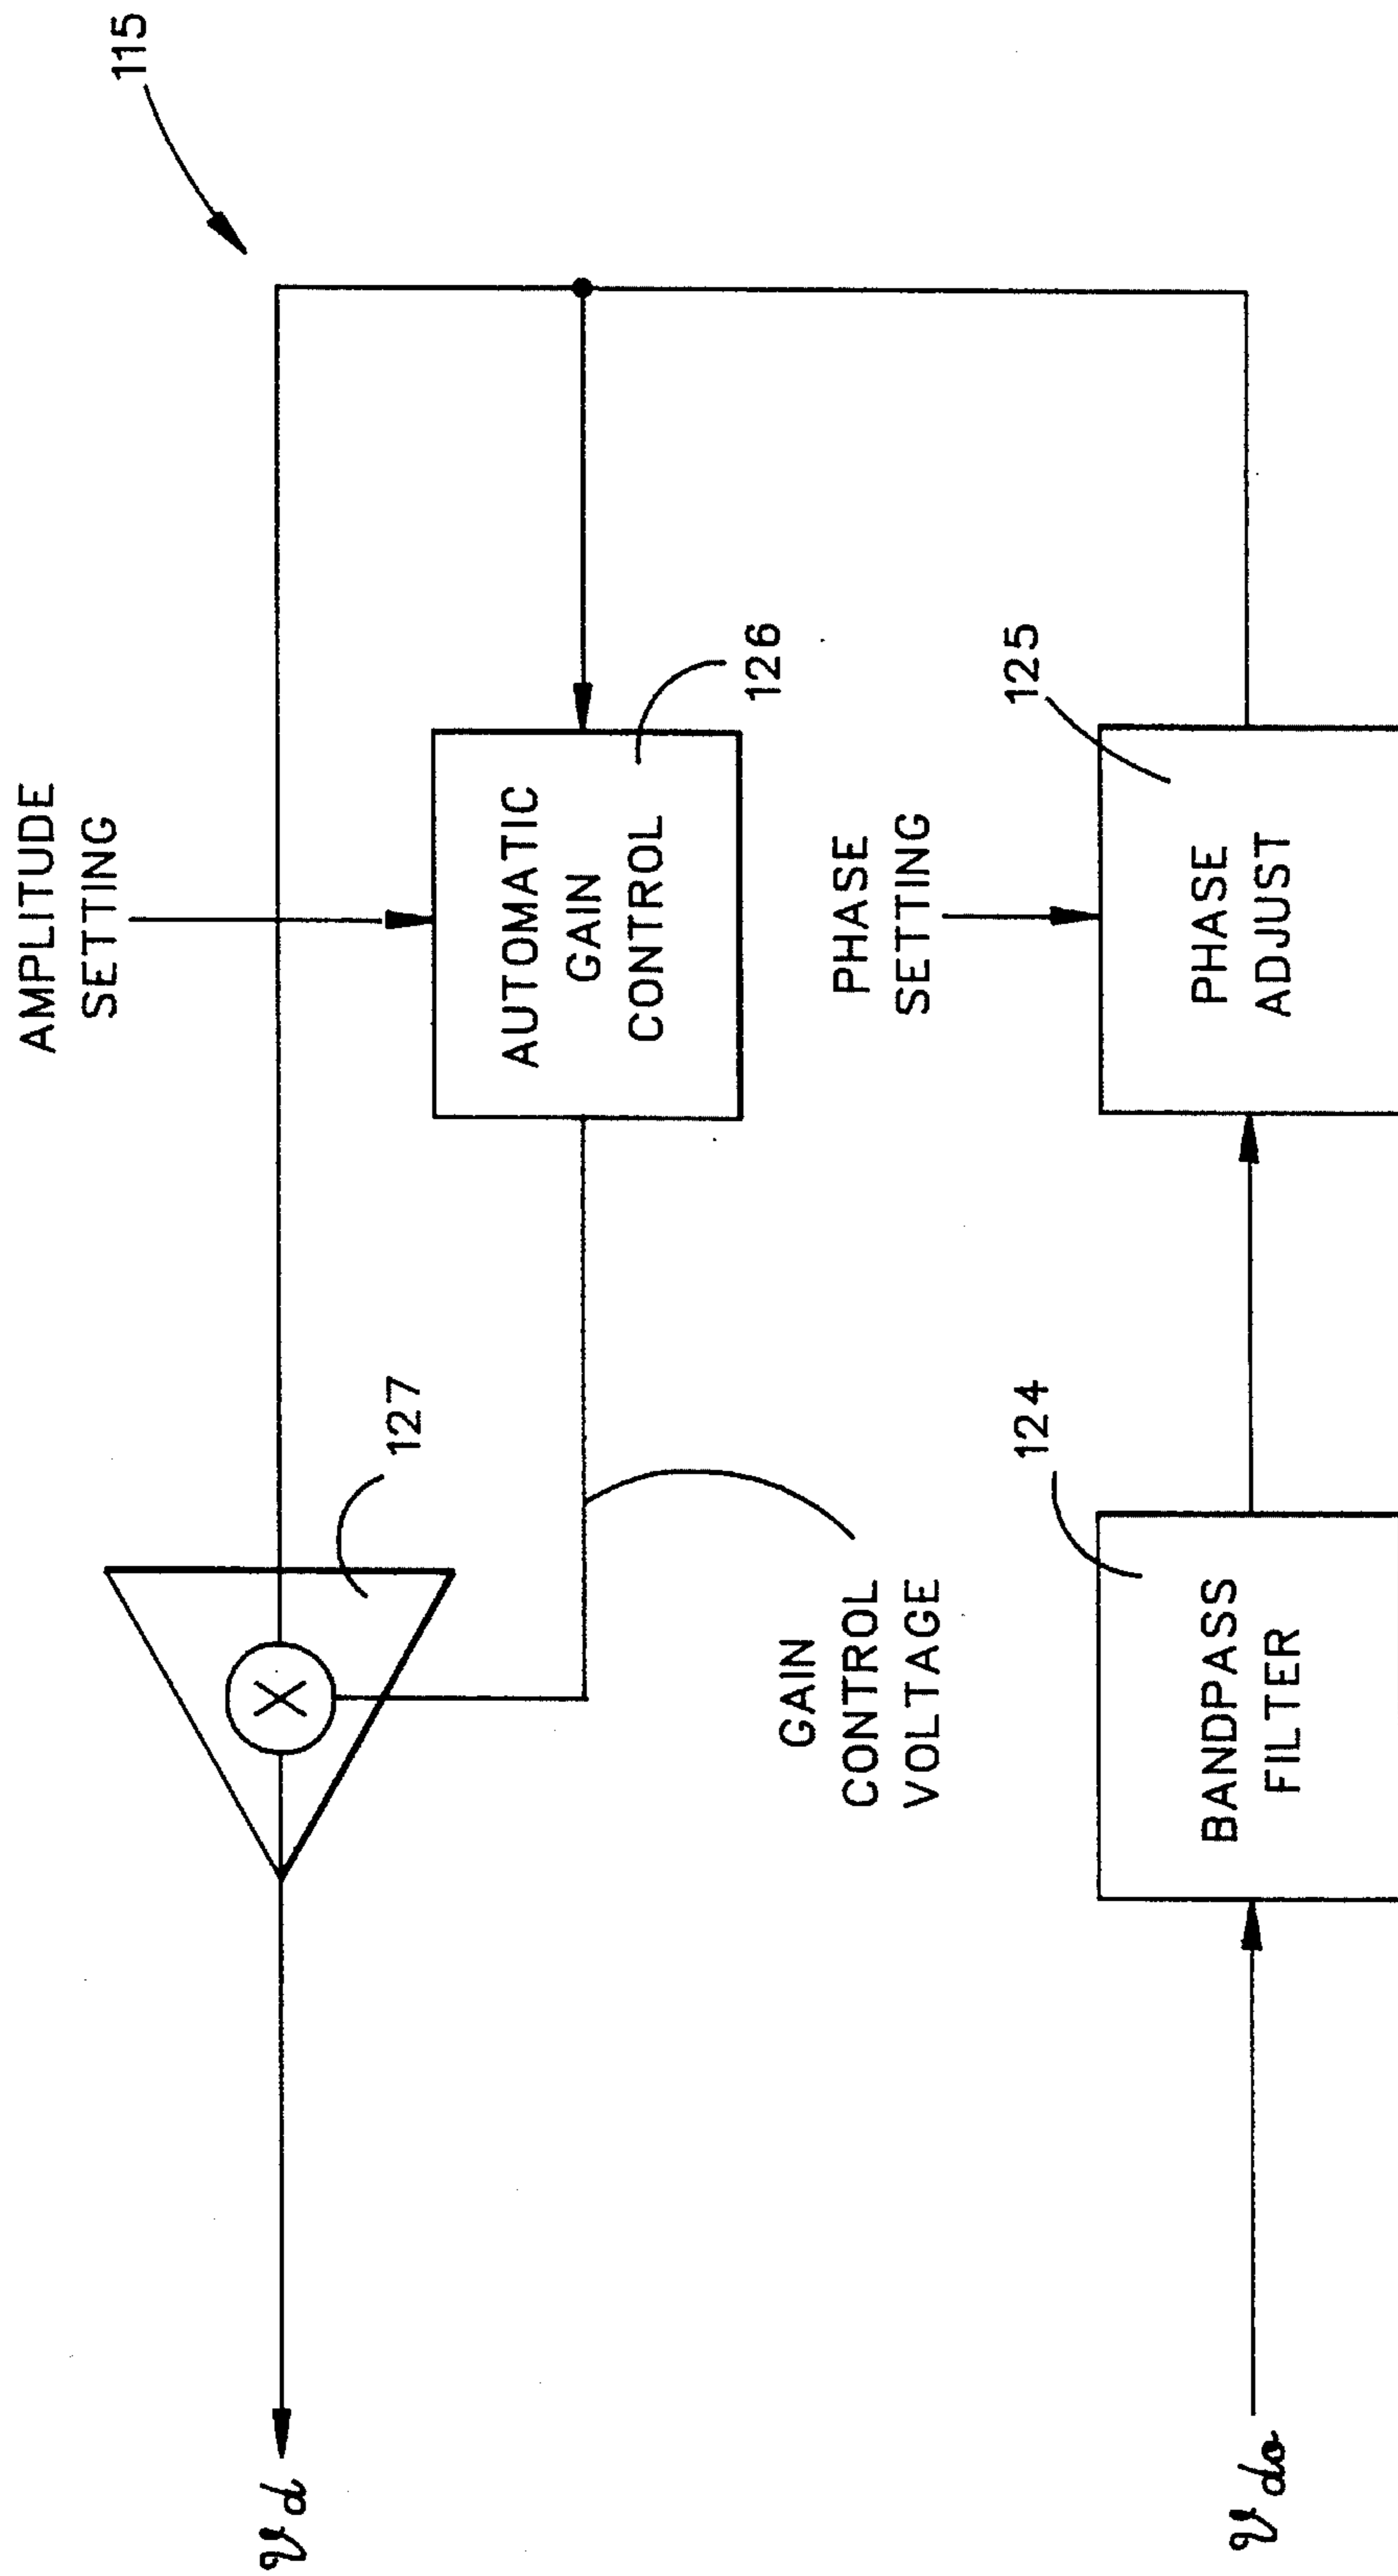 115
AMPLITUDE
SETTING
AUTOMATIC
GAIN
CONTROL
126
127
X
GAIN
CONTROL
VOLTAGE
PHASE
SETTING
125
PHASE
ADJUST
124
BANDPASS
FILTER
vd
vdo